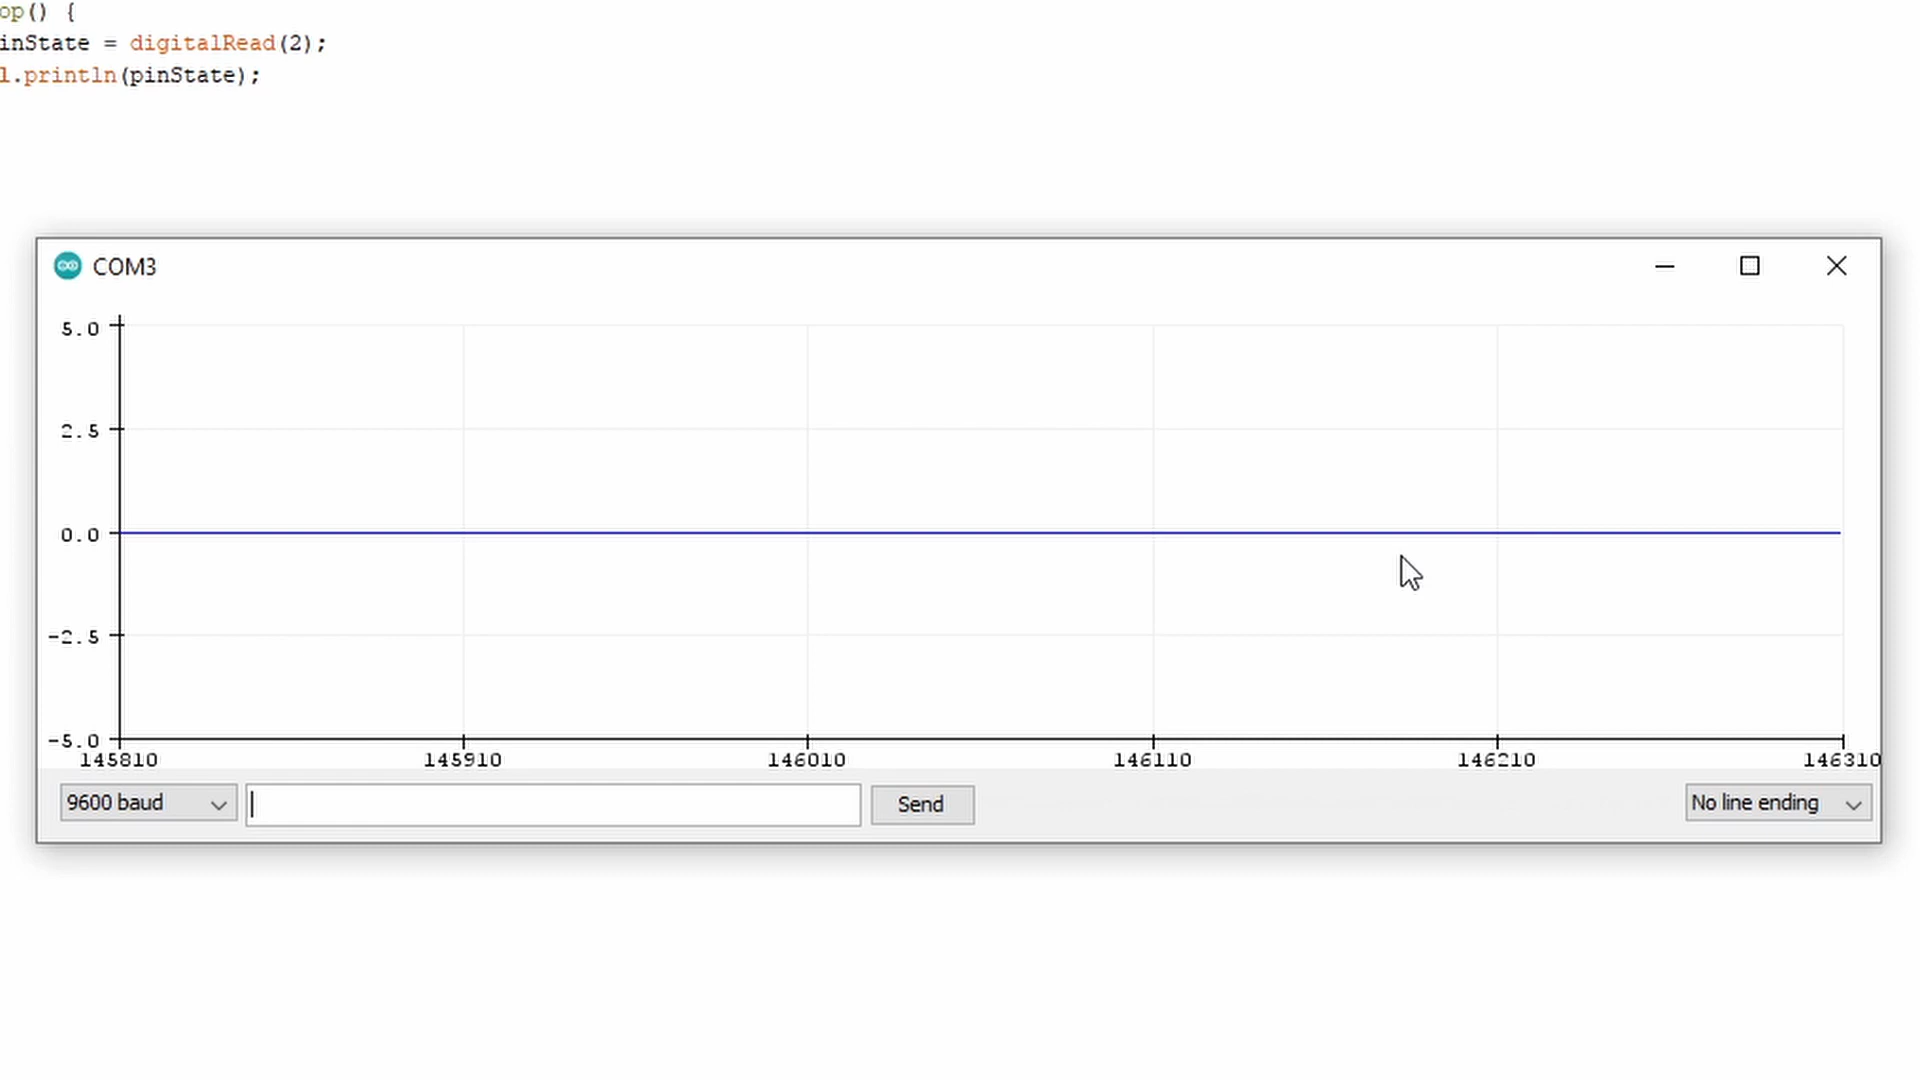 op() {
inState = digitalRead(2);
l.println(pinState);
COM3
5.0
2.5
0.0
-2.5
-5.0
145810 145910 146010 146110 146210 146310
9600 baud Send No line ending